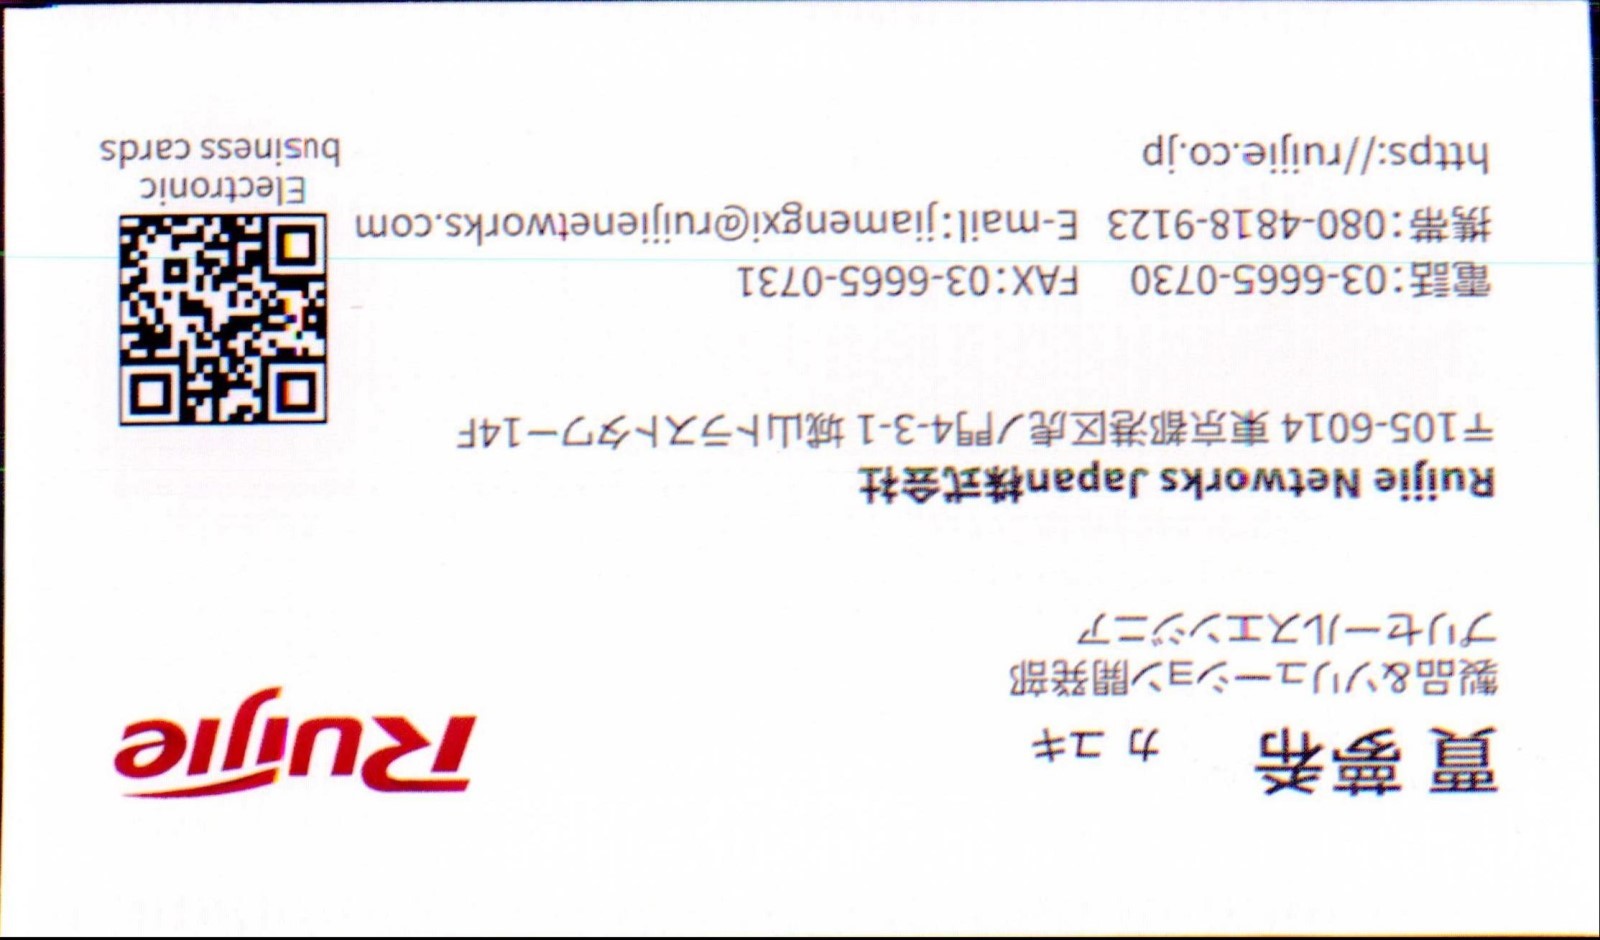 賈 夢希 カ ユキ
Ruijie
製品&ソリューション開発部
プリセールスエンジニア
Ruijie Networks Japan株式会社
〒105-6014 東京都港区虎ノ門4-3-1 城山トラストタワー14F
電話:03-6665-0730 FAX:03-6665-0731
携帯:080-4818-9123 E-mail:jiamengxi@ruijienetworks.com
https://ruijie.co.jp
Electronic
business cards